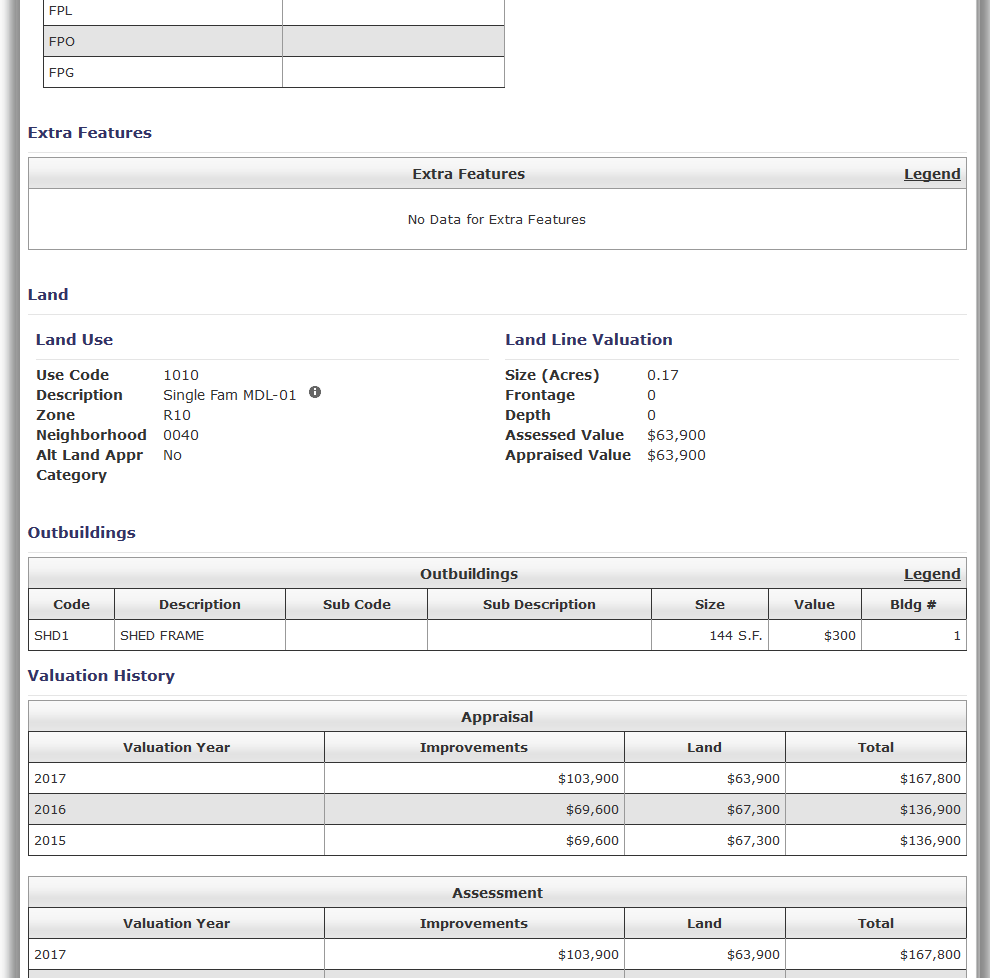 FPL
FPO
FPG
Extra Features
Extra Features Legend
No Data for Extra Features
Land
Land Use
Use Code 1010
Description Single Fam MDL-01
Zone R10
Neighborhood 0040
Alt Land Appr No
Category
Land Line Valuation
Size (Acres) 0.17
Frontage 0
Depth 0
Assessed Value $63,900
Appraised Value $63,900
Outbuildings
Outbuildings Legend
Code Description Sub Code Sub Description Size Value Bldg #
SHD1 SHED FRAME 144 S.F. $300 1
Valuation History
Appraisal
Valuation Year Improvements Land Total
2017 $103,900 $63,900 $167,800
2016 $69,600 $67,300 $136,900
2015 $69,600 $67,300 $136,900
Assessment
Valuation Year Improvements Land Total
2017 $103,900 $63,900 $167,800